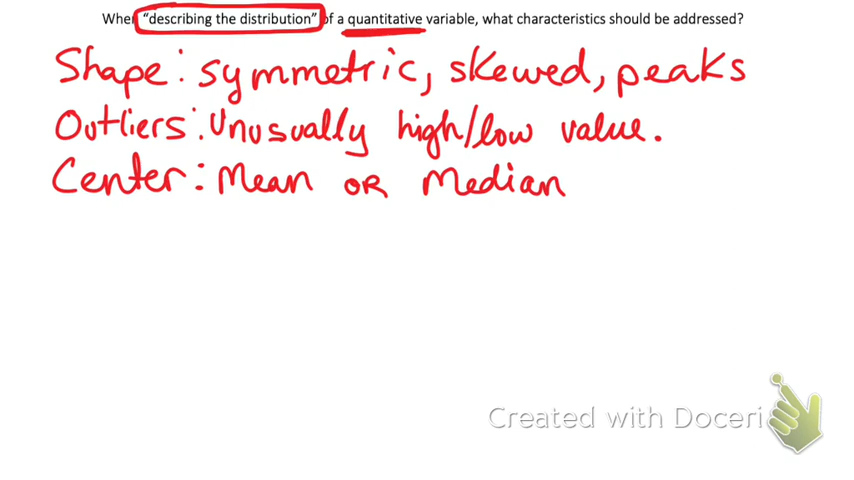 When "describing the distribution" of a quantitative variable, what characteristics should be addressed?
Shape: symmetric, skewed, peaks
Outliers: Unusually high/low value.
Center: Mean OR Median
Created with Doceri